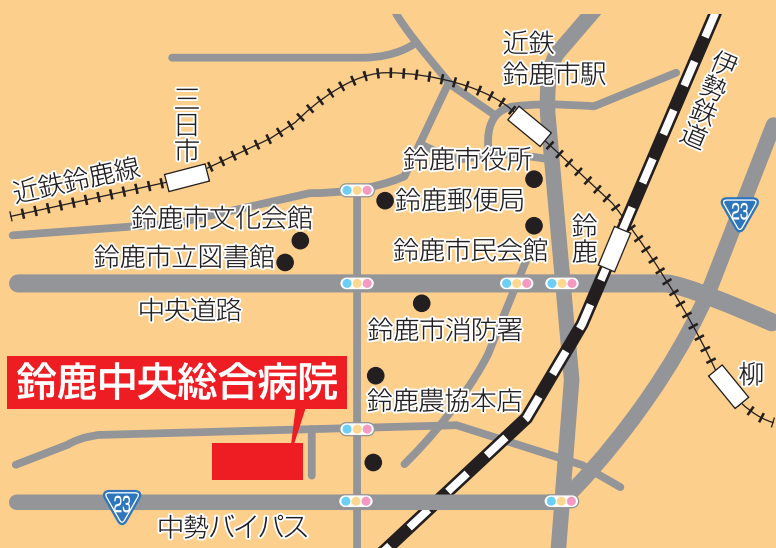 近鉄
鈴鹿市駅
伊勢鉄道
三日市
近鉄鈴鹿線
鈴鹿市役所
鈴鹿郵便局
23
鈴鹿市文化会館
鈴鹿
鈴鹿市民会館
鈴鹿市立図書館
中央道路
鈴鹿市消防署
鈴鹿中央総合病院
柳
鈴鹿農協本店
23
中勢バイパス